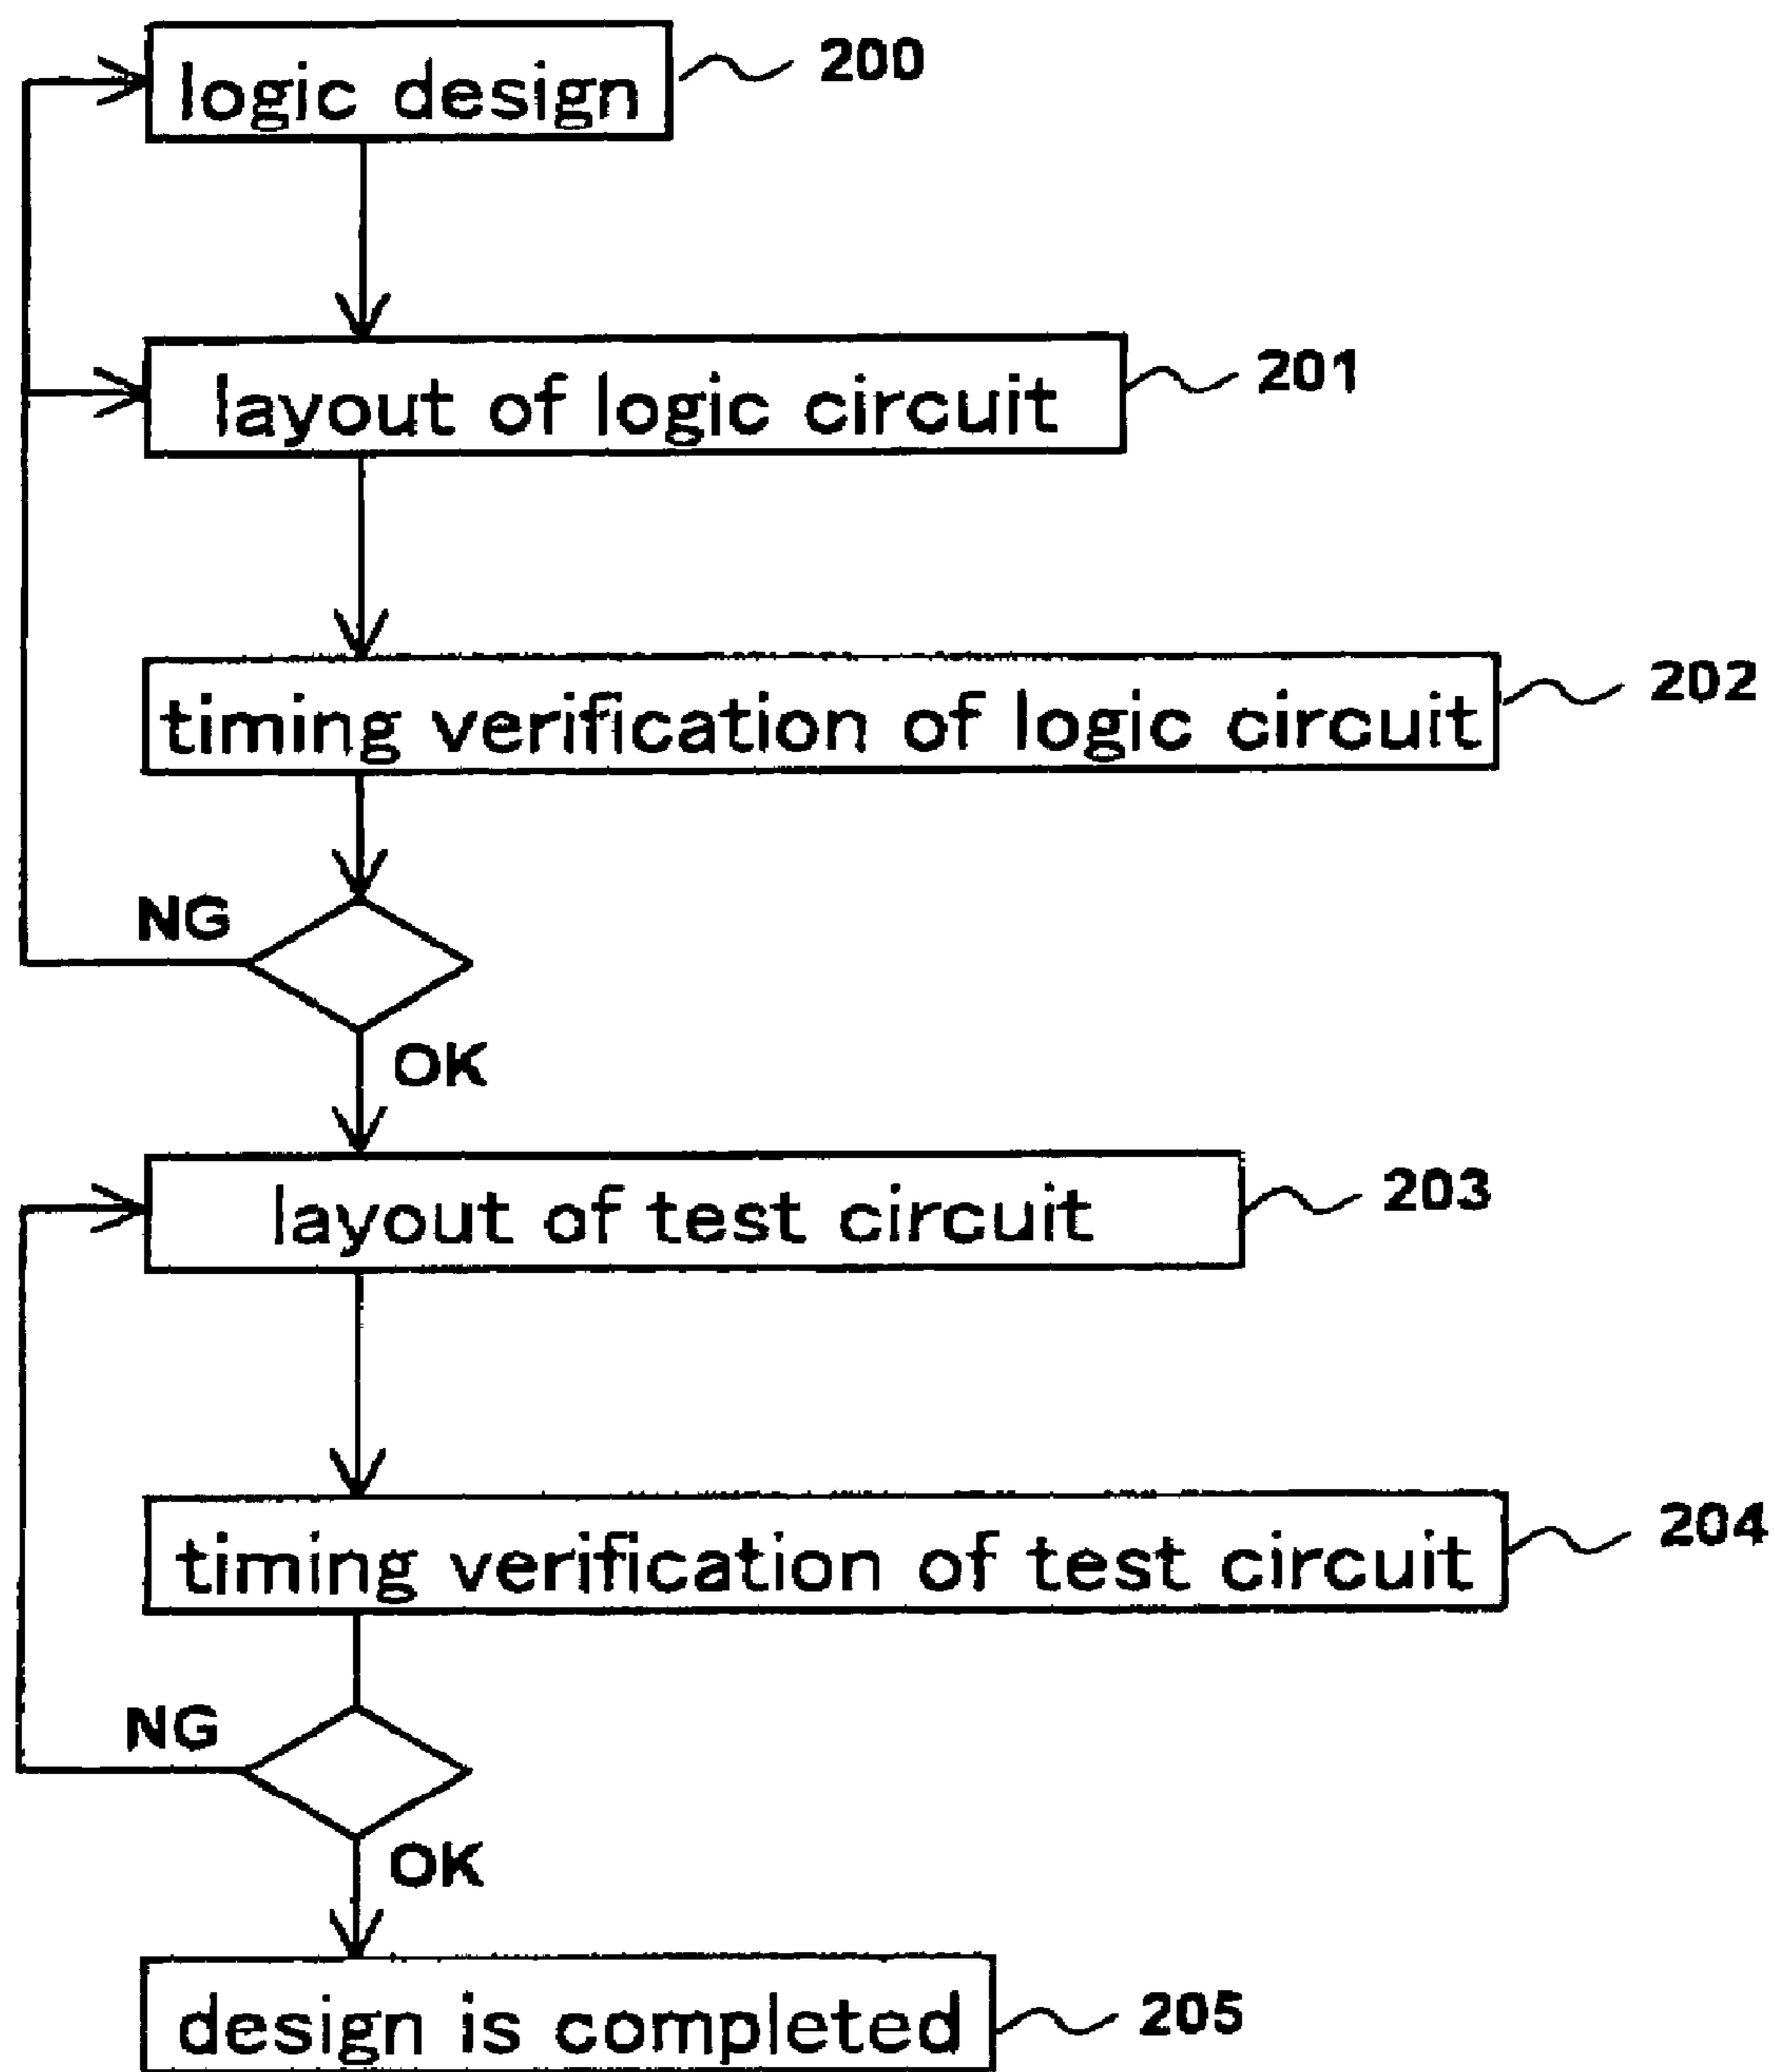 logic design
200
layout of logic circuit
201
timing verification of logic circuit
202
NG
OK
layout of test circuit
203
timing verification of test circuit
204
NG
OK
design is completed
205